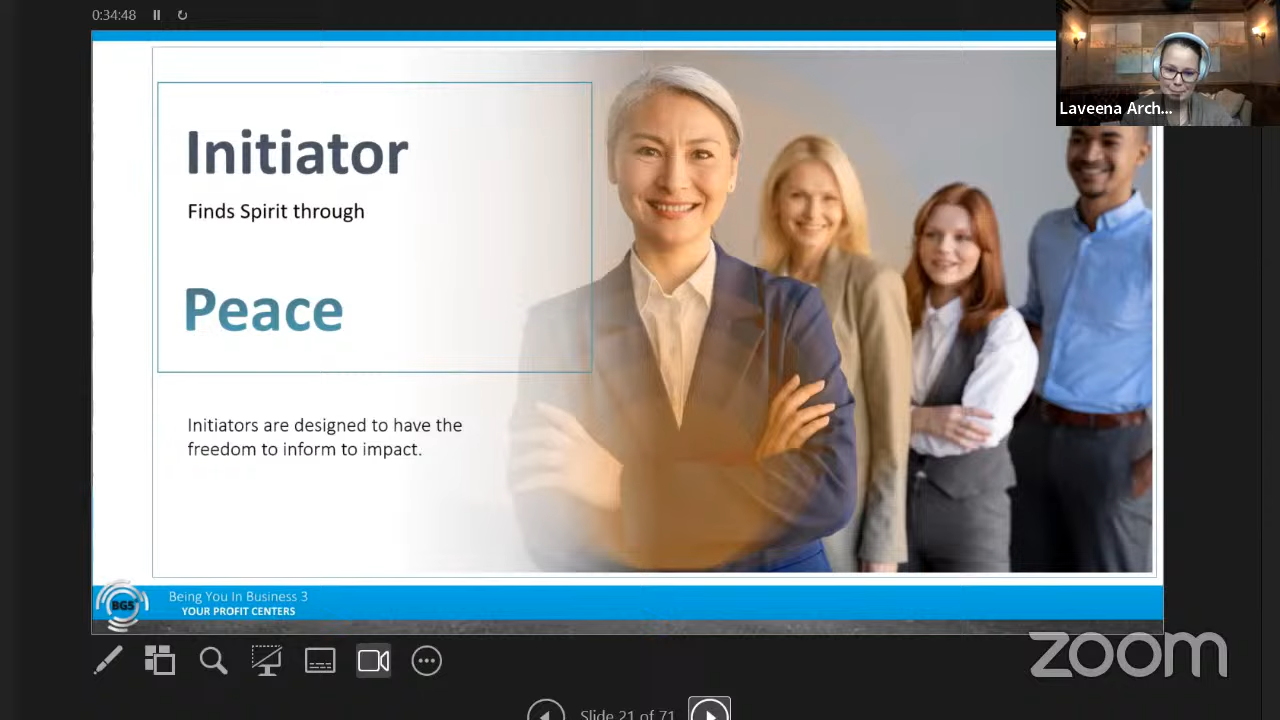 0:34:48
Laveena Arch...
Initiator
Finds Spirit through
Peace
Initiators are designed to have the
freedom to inform to impact.
BG5
Being You In Business 3
YOUR PROFIT CENTERS
zoom
Slide 21 of 71